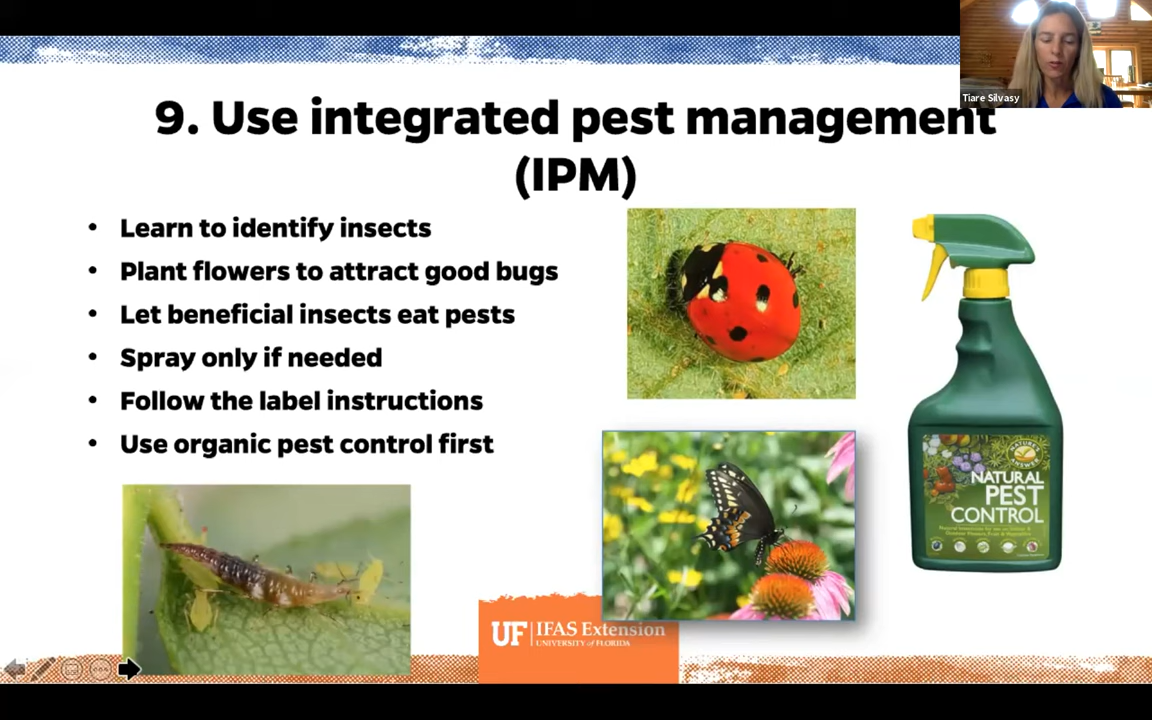 Tiare Silvasy
9. Use integrated pest management
(IPM)
• Learn to identify insects
• Plant flowers to attract good bugs
• Let beneficial insects eat pests
• Spray only if needed
• Follow the label instructions
• Use organic pest control first
NATURAL
PEST
CONTROL
UF IFAS Extension
UNIVERSITY of FLORIDA